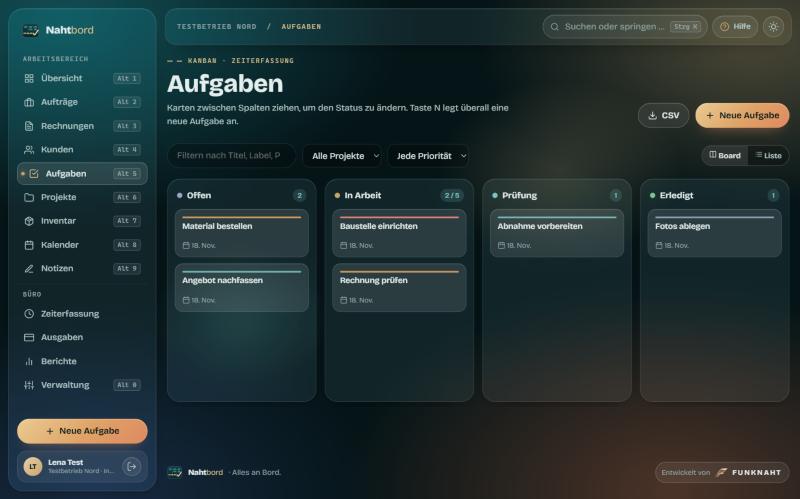 Nahtbord
ARBEITSBEREICH
Übersicht Alt 1
Aufträge Alt 2
Rechnungen Alt 3
Kunden Alt 4
Aufgaben Alt 5
Projekte Alt 6
Inventar Alt 7
Kalender Alt 8
Notizen Alt 9
BÜRO
Zeiterfassung
Ausgaben
Berichte
Verwaltung Alt 0
+ Neue Aufgabe
LT
Lena Test
Testbetrieb Nord · In...
TESTBETRIEB NORD / AUFGABEN
Suchen oder springen ... Strg K
Hilfe
KANBAN · ZEITERFASSUNG
Aufgaben
Karten zwischen Spalten ziehen, um den Status zu ändern. Taste N legt überall eine
neue Aufgabe an.
CSV
+ Neue Aufgabe
Filtern nach Titel, Label, P
Alle Projekte
Jede Priorität
Board
Liste
Offen 2
Material bestellen
18. Nov.
Angebot nachfassen
18. Nov.
In Arbeit 2 / 5
Baustelle einrichten
18. Nov.
Rechnung prüfen
18. Nov.
Prüfung 1
Abnahme vorbereiten
18. Nov.
Erledigt 1
Fotos ablegen
18. Nov.
Nahtbord · Alles an Bord.
Entwickelt von FUNKNAHT